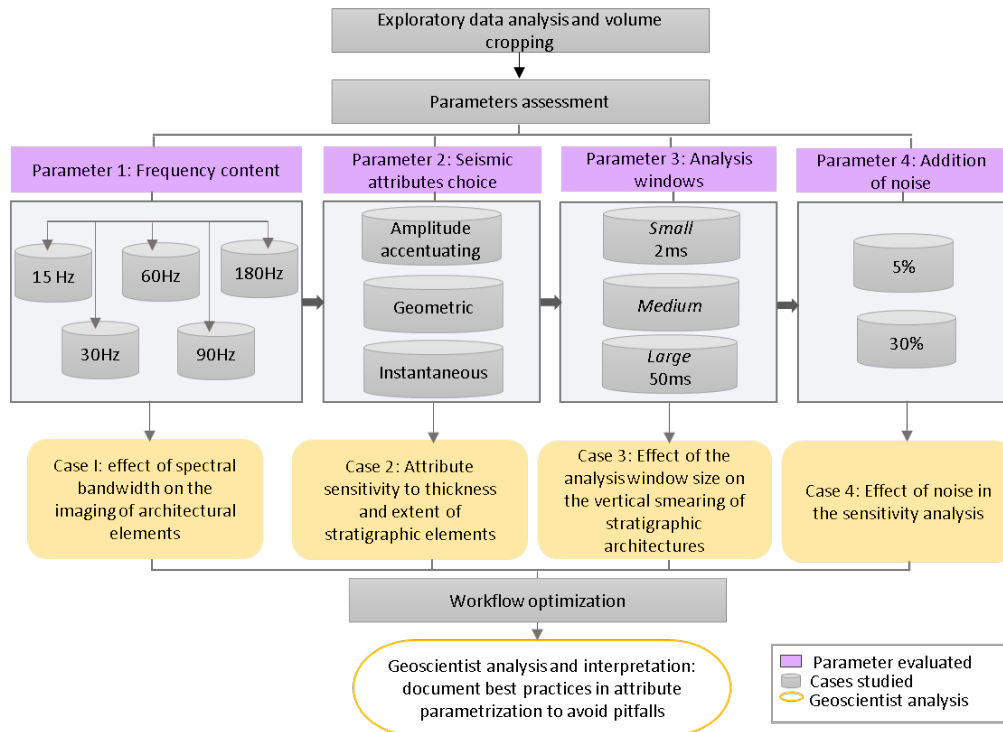 Exploratory data analysis and volume
cropping
Parameters assessment
Parameter 1: Frequency content
Parameter 2: Seismic
attributes choice
Parameter 3: Analysis
windows
Parameter 4: Addition
of noise
15 Hz
60Hz
180Hz
30Hz
90Hz
Amplitude
accentuating
Geometric
Instantaneous
Small
2ms
Medium
Large
50ms
5%
30%
Case I: effect of spectral
bandwidth on the
imaging of architectural
elements
Case 2: Attribute
sensitivity to thickness
and extent of
stratigraphic elements
Case 3: Effect of the
analysis window size on
the vertical smearing of
stratigraphic
architectures
Case 4: Effect of noise
in the sensitivity analysis
Workflow optimization
Geoscientist analysis and interpretation:
document best practices in attribute
parametrization to avoid pitfalls
Parameter evaluated
Cases studied
Geoscientist analysis